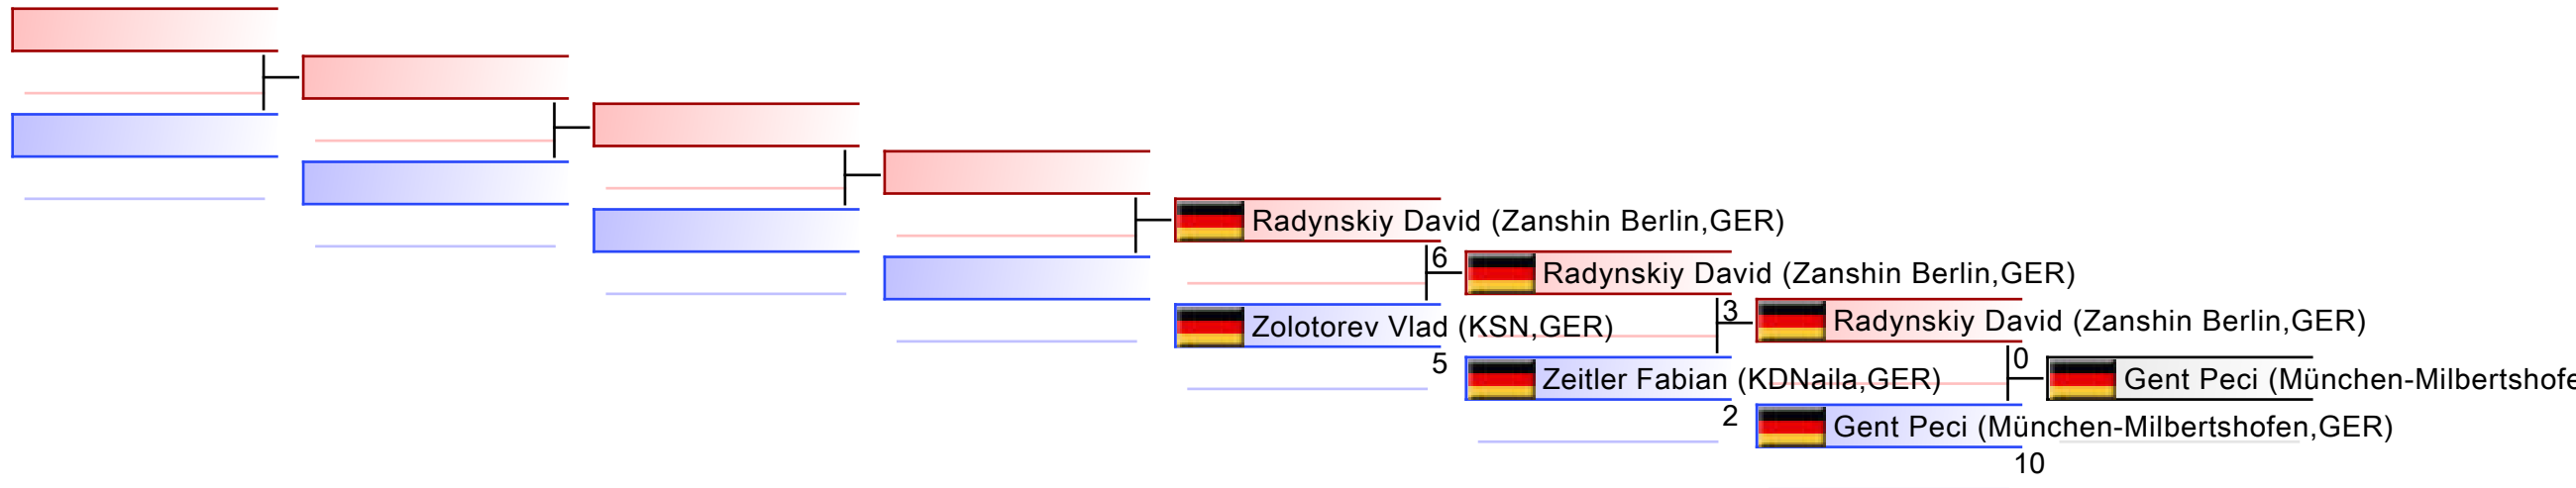 Radynskiy David (Zanshin Berlin,GER)
6
Radynskiy David (Zanshin Berlin,GER)
3
Radynskiy David (Zanshin Berlin,GER)
Zolotorev Vlad (KSN,GER)
5
0
Zeitler Fabian (KDNaila,GER)
Gent Peci (München-Milbertshofe
2
Gent Peci (München-Milbertshofen,GER)
10